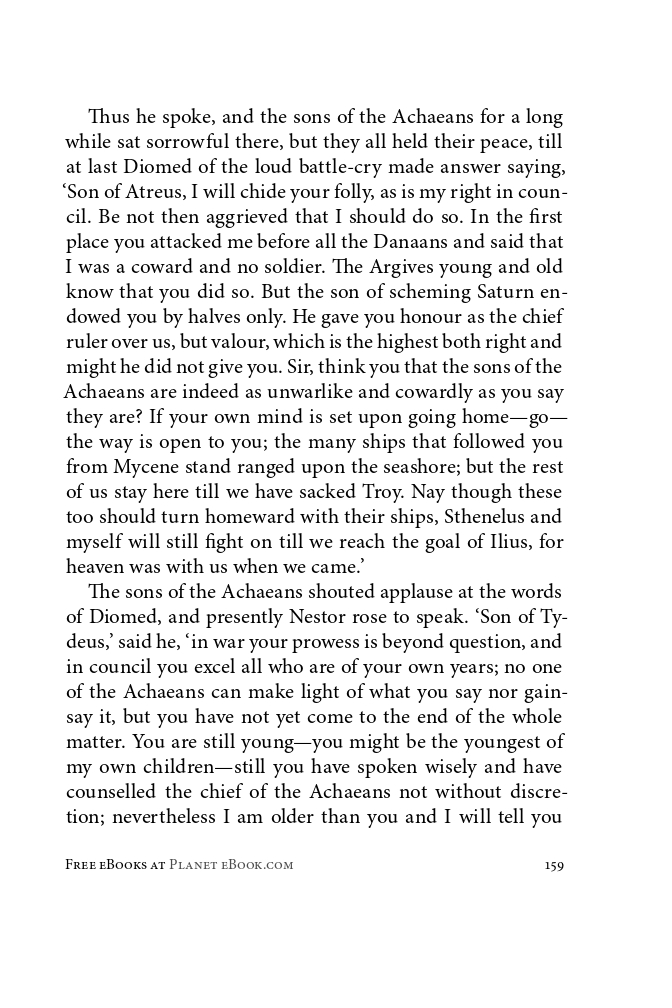 Thus he spoke, and the sons of the Achaeans for a long
while sat sorrowful there, but they all held their peace, till
at last Diomed of the loud battle-cry made answer saying,
‘Son of Atreus, I will chide your folly, as is my right in coun-
cil. Be not then aggrieved that I should do so. In the first
place you attacked me before all the Danaans and said that
I was a coward and no soldier. The Argives young and old
know that you did so. But the son of scheming Saturn en-
dowed you by halves only. He gave you honour as the chief
ruler over us, but valour, which is the highest both right and
might he did not give you. Sir, think you that the sons of the
Achaeans are indeed as unwarlike and cowardly as you say
they are? If your own mind is set upon going home—go—
the way is open to you; the many ships that followed you
from Mycene stand ranged upon the seashore; but the rest
of us stay here till we have sacked Troy. Nay though these
too should turn homeward with their ships, Sthenelus and
myself will still fight on till we reach the goal of Ilius, for
heaven was with us when we came.’
The sons of the Achaeans shouted applause at the words
of Diomed, and presently Nestor rose to speak. ‘Son of Ty-
deus,’ said he, ‘in war your prowess is beyond question, and
in council you excel all who are of your own years; no one
of the Achaeans can make light of what you say nor gain-
say it, but you have not yet come to the end of the whole
matter. You are still young—you might be the youngest of
my own children—still you have spoken wisely and have
counselled the chief of the Achaeans not without discre-
tion; nevertheless I am older than you and I will tell you
Free eBooks at Planet eBook.com 159